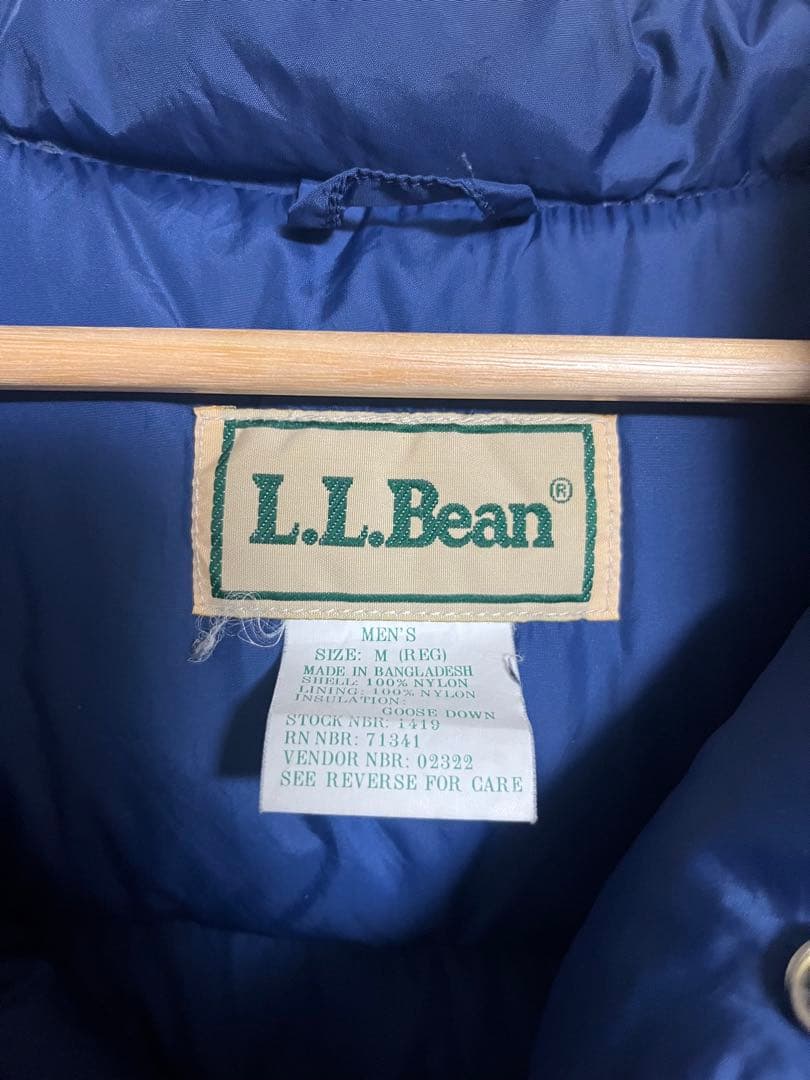 L.L.Bean®
MEN'S
SIZE: M (REG)
MADE IN BANGLADESH
SHELL: 100% NYLON
LINING: 100% NYLON
INSULATION:
GOOSE DOWN
STOCK NBR: 1419
RN NBR: 71341
VENDOR NBR: 02322
SEE REVERSE FOR CARE